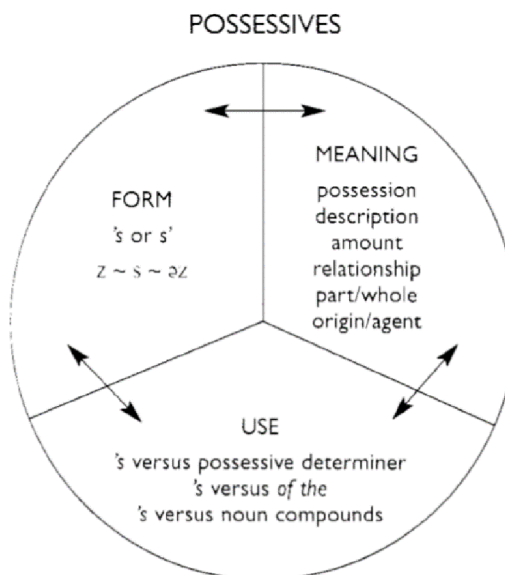 POSSESSIVES
FORM
's or s'
z ~ s ~ əz
MEANING
possession
description
amount
relationship
part/whole
origin/agent
USE
's versus possessive determiner
's versus of the
's versus noun compounds